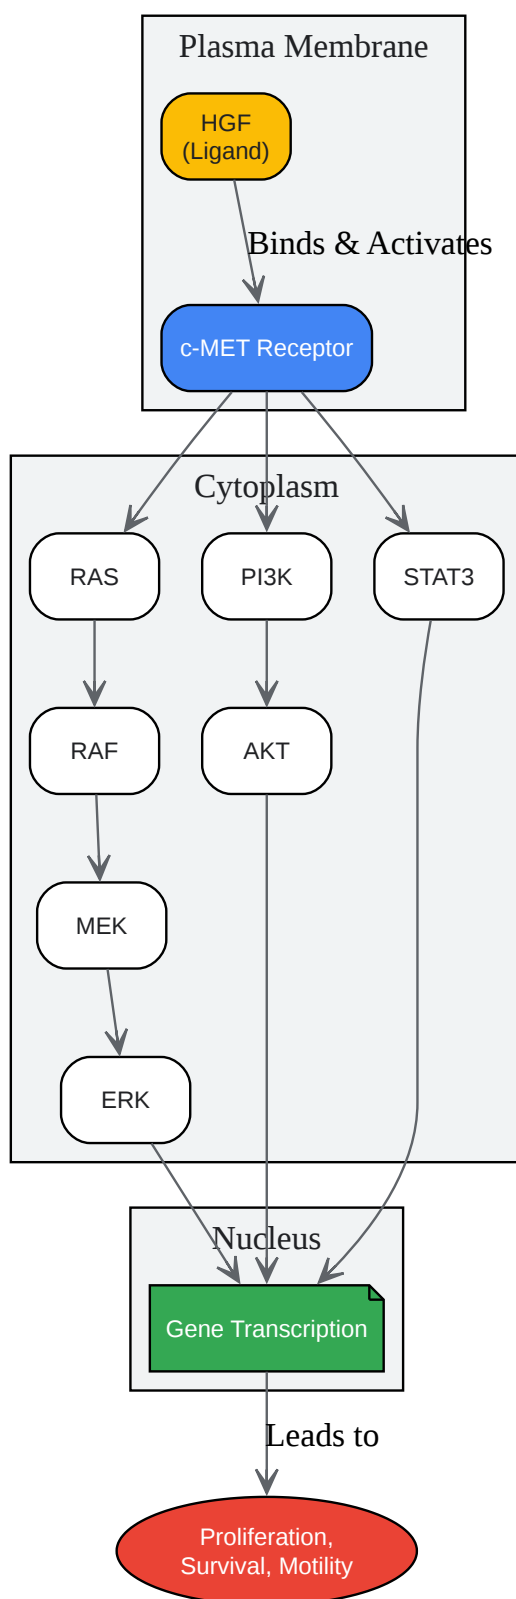 Plasma Membrane
HGF
(Ligand)
Binds & Activates
c-MET Receptor
Cytoplasm
RAS
PI3K
STAT3
RAF
AKT
MEK
ERK
Nucleus
Gene Transcription
Leads to
Proliferation,
Survival, Motility